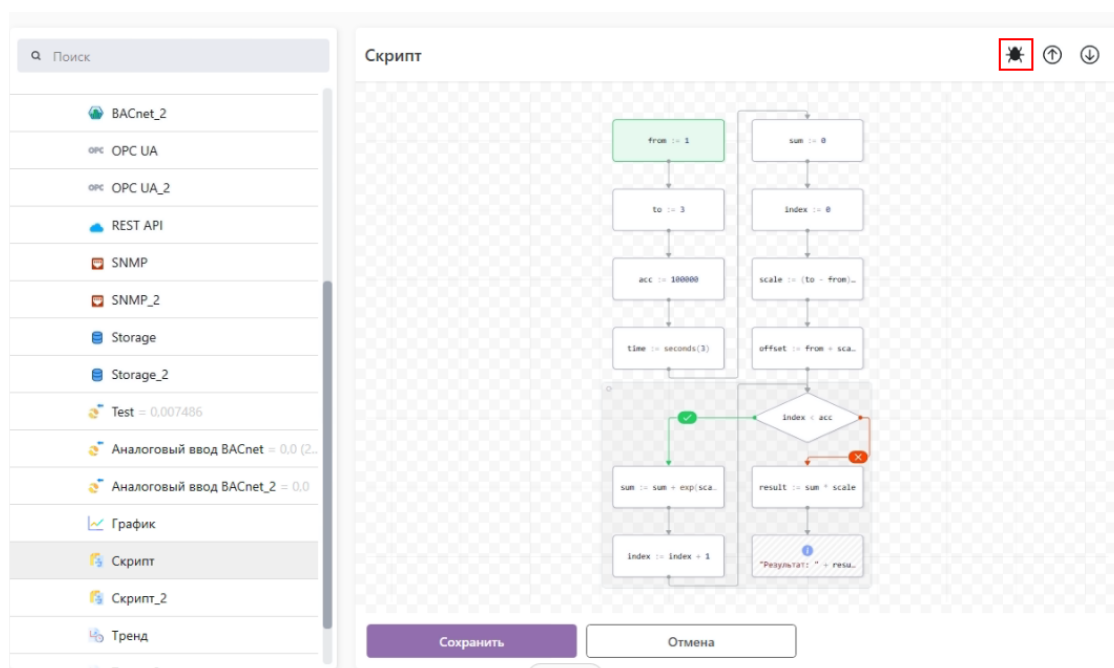 Поиск
BACnet_2
OPC OPC UA
OPC OPC UA_2
REST API
SNMP
SNMP_2
Storage
Storage_2
Test = 0,007486
Аналоговый ввод BACnet = 0.0 (2...
Аналоговый ввод BACnet_2 = 0,0
График
Скрипт
Скрипт_2
Тренд
Скрипт
from := 1
to := 3
acc := 100000
time := seconds(3)
sum := 0
index := 0
scale := (to - from)…
offset := from + sca…
index < acc
sum := sum + exp(sca…
index := index + 1
result := sum * scale
"Результат: " + resu…
Сохранить
Отмена